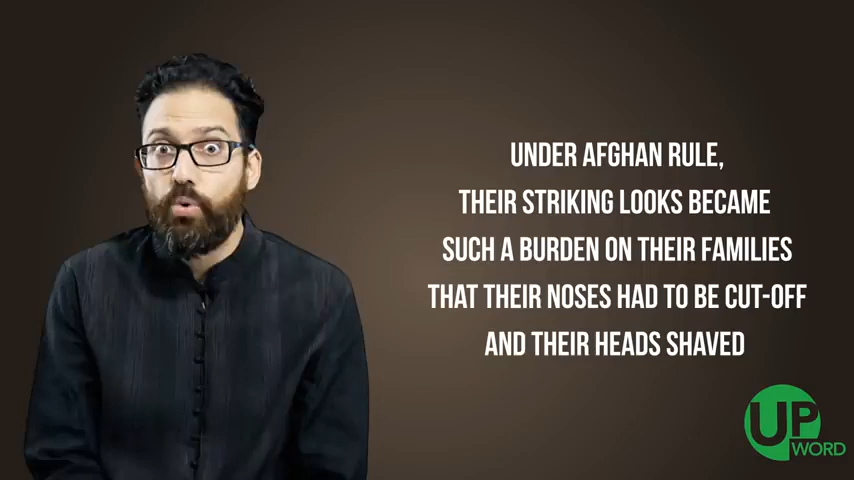 UNDER AFGHAN RULE,
THEIR STRIKING LOOKS BECAME
SUCH A BURDEN ON THEIR FAMILIES
THAT THEIR NOSES HAD TO BE CUT-OFF
AND THEIR HEADS SHAVED
UP
WORD